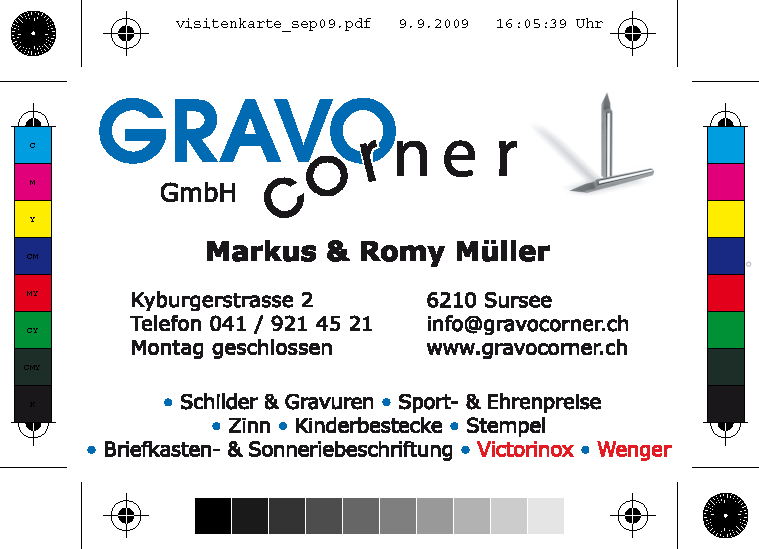 visitenkarte_sep09.pdf 9.9.2009 16:05:39 Uhr
GRAVO
corner
GmbH
Markus & Romy Müller
Kyburgerstrasse 2 6210 Sursee
Telefon 041 / 921 45 21 info@gravocorner.ch
Montag geschlossen www.gravocorner.ch
• Schilder & Gravuren • Sport- & Ehrenpreise
• Zinn • Kinderbestecke • Stempel
• Briefkasten- & Sonneriebeschriftung • Victorinox • Wenger
C
M
Y
CM
MY
CY
CMY
K